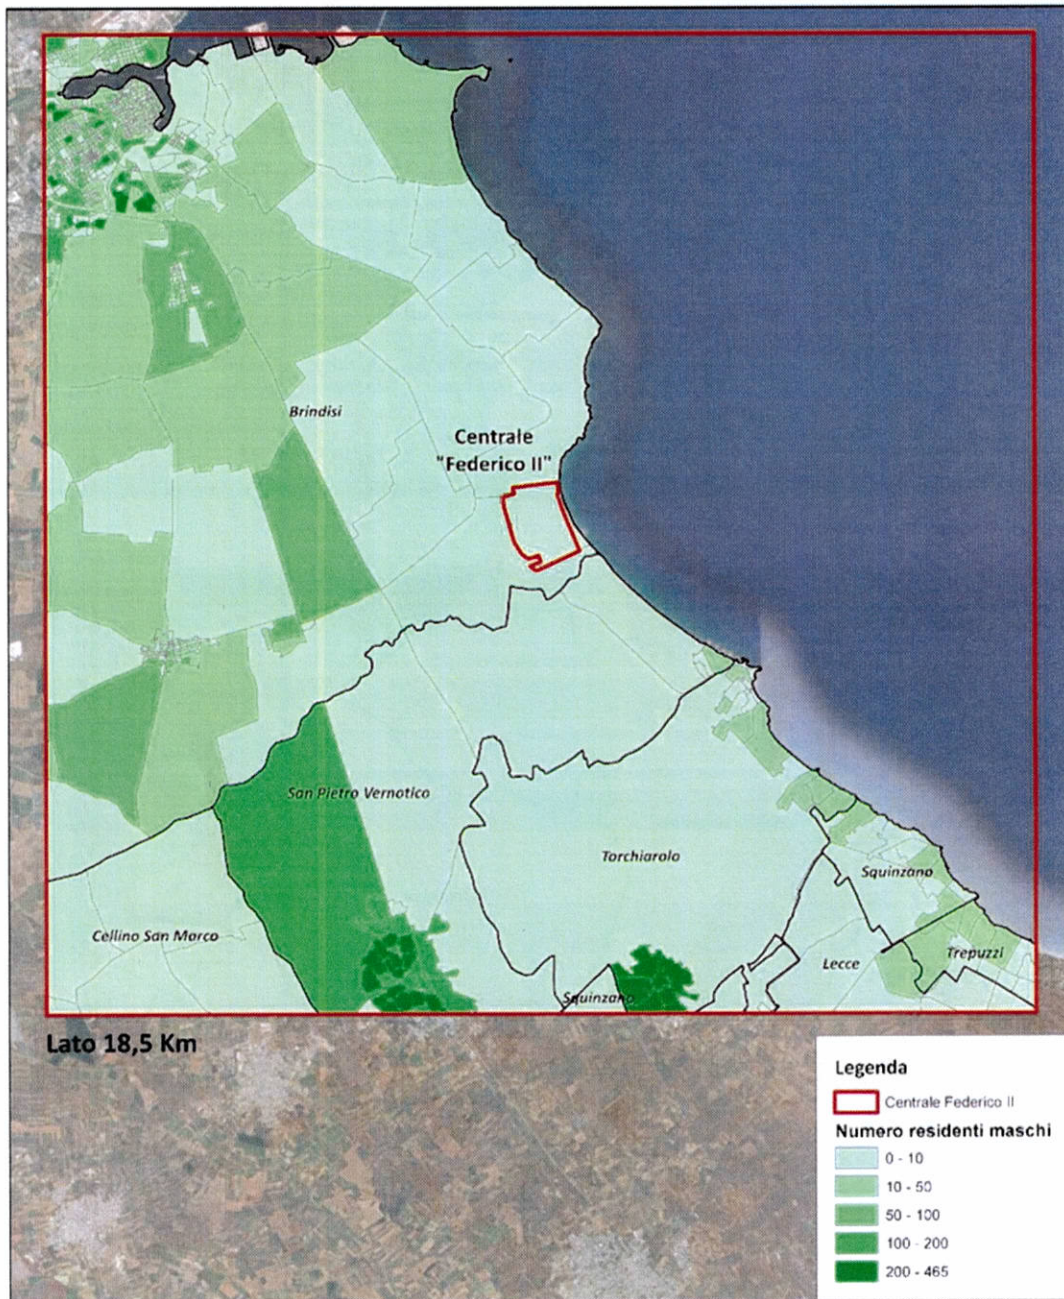 Brindisi
Centrale
"Federico II"
San Pietro Vernotico
Torchiarolo
Squinzano
Cellino San Marco
Lecce
Trepuzzi
Squinzano
Lato 18,5 Km
Legenda
Centrale Federico II
Numero residenti maschi
0 - 10
10 - 50
50 - 100
100 - 200
200 - 465